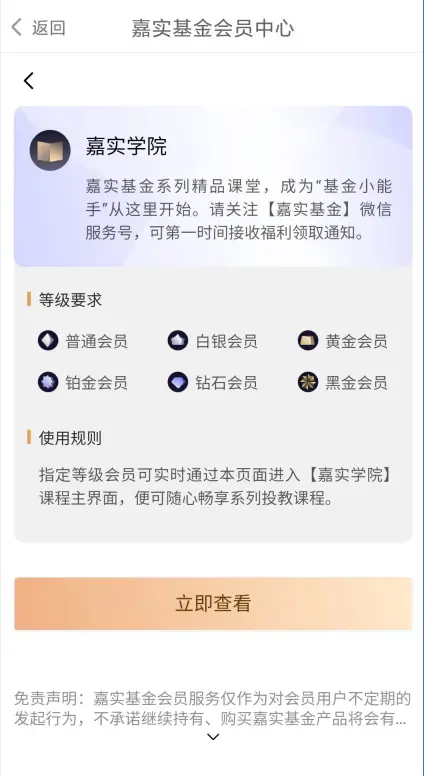 返回
嘉实基金会员中心
嘉实学院
嘉实基金系列精品课堂，成为“基金小能
手”从这里开始。请关注【嘉实基金】微信
服务号，可第一时间接收福利领取通知。
等级要求
普通会员 白银会员 黄金会员
铂金会员 钻石会员 黑金会员
使用规则
指定等级会员可实时通过本页面进入【嘉实学院】
课程主界面，便可随心畅享系列投教课程。
立即查看
免责声明：嘉实基金会员服务仅作为对会员用户不定期的
发起行为，不承诺继续持有、购买嘉实基金产品将会有...